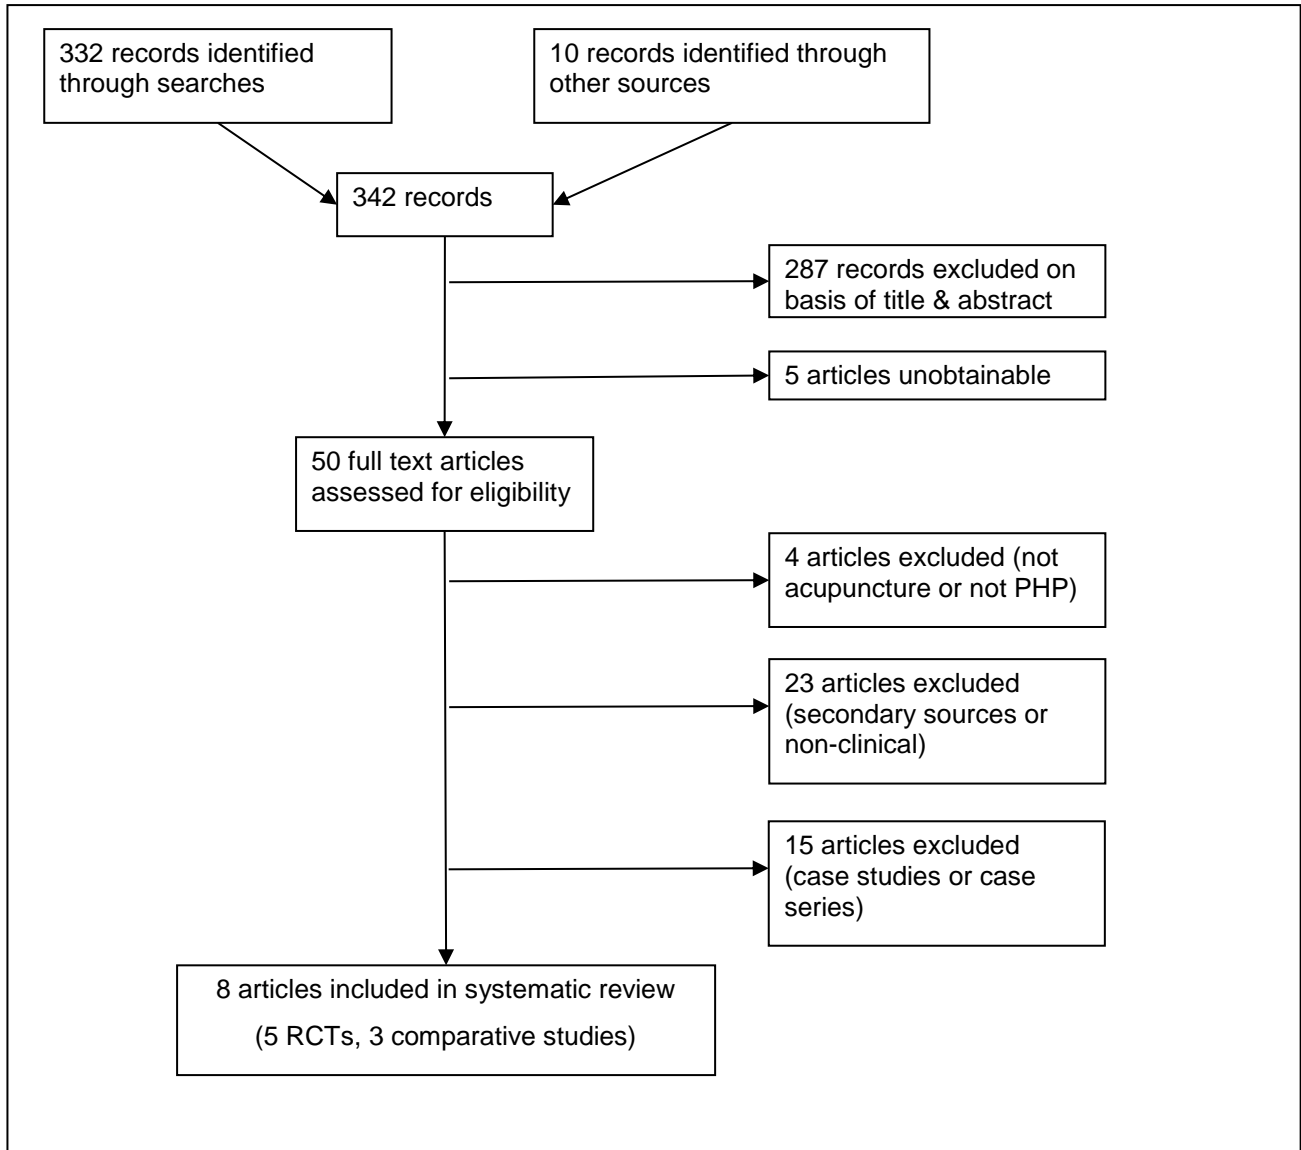 332 records identified
through searches
10 records identified through
other sources
342 records
287 records excluded on
basis of title & abstract
5 articles unobtainable
50 full text articles
assessed for eligibility
4 articles excluded (not
acupuncture or not PHP)
23 articles excluded
(secondary sources or
non-clinical)
15 articles excluded
(case studies or case
series)
8 articles included in systematic review
(5 RCTs, 3 comparative studies)